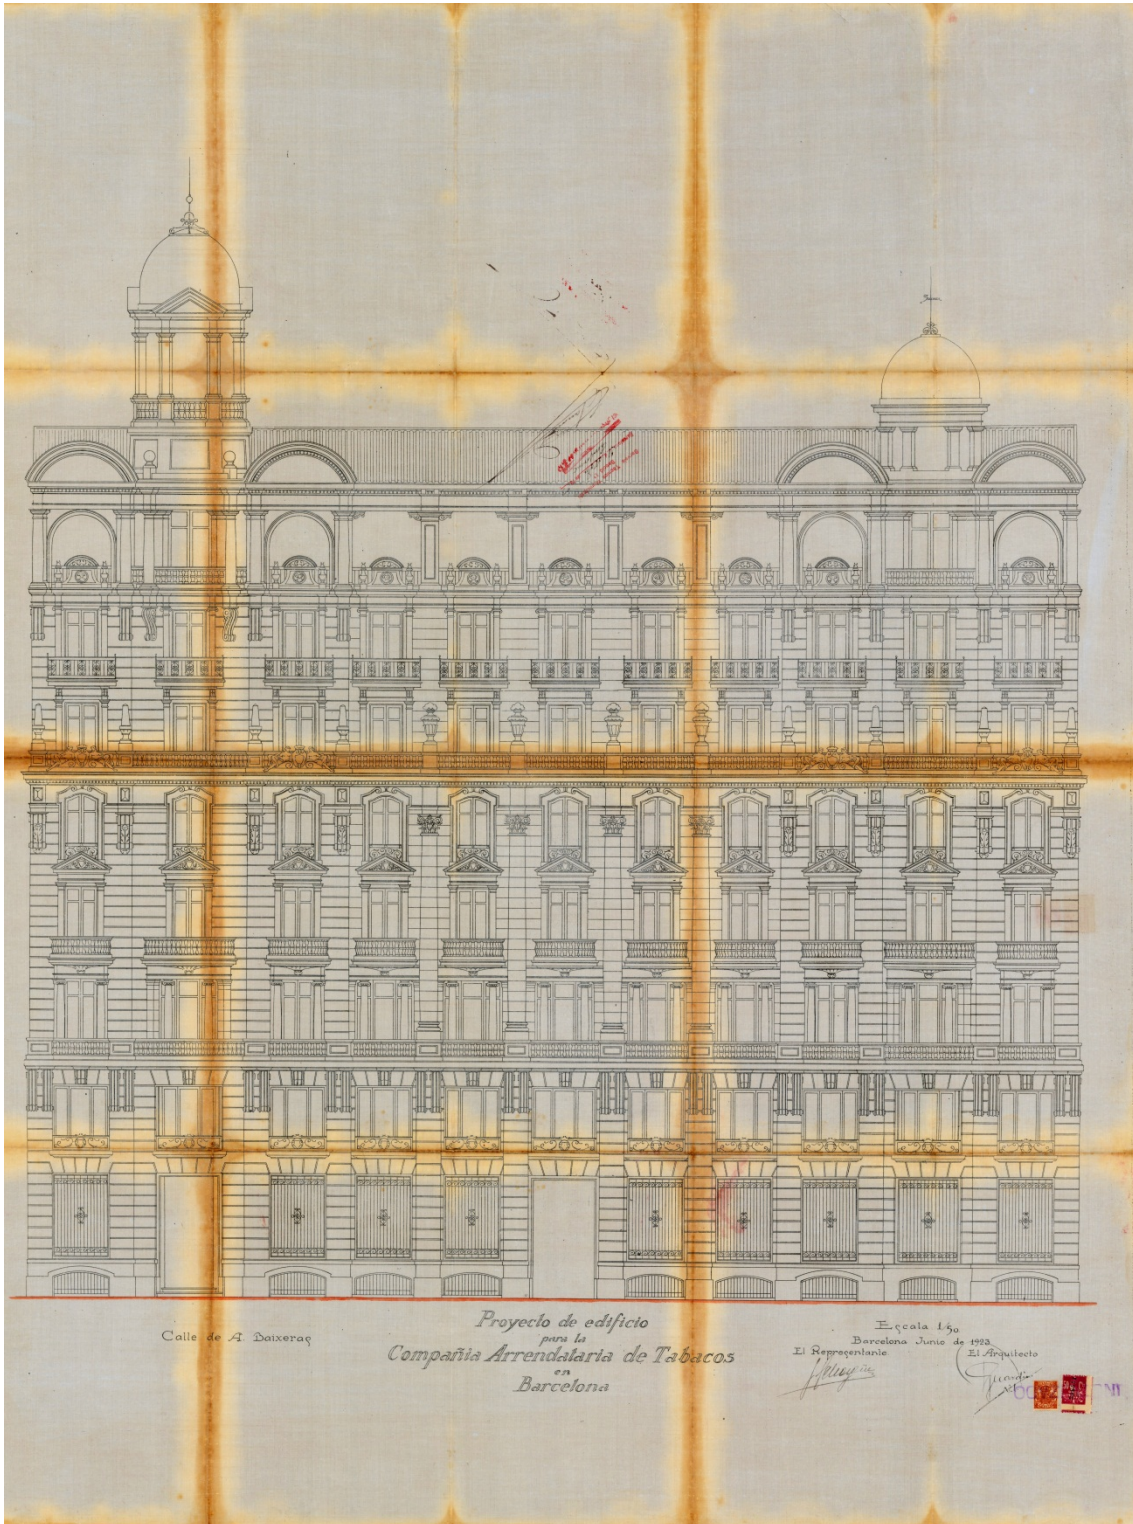 Calle de A. Baixeras
Proyecto de edificio
para la
Compañia Arrendataria de Tabacos
en
Barcelona
Escala 1:50
Barcelona Junio de 1923
El Representante. El Arquitecto